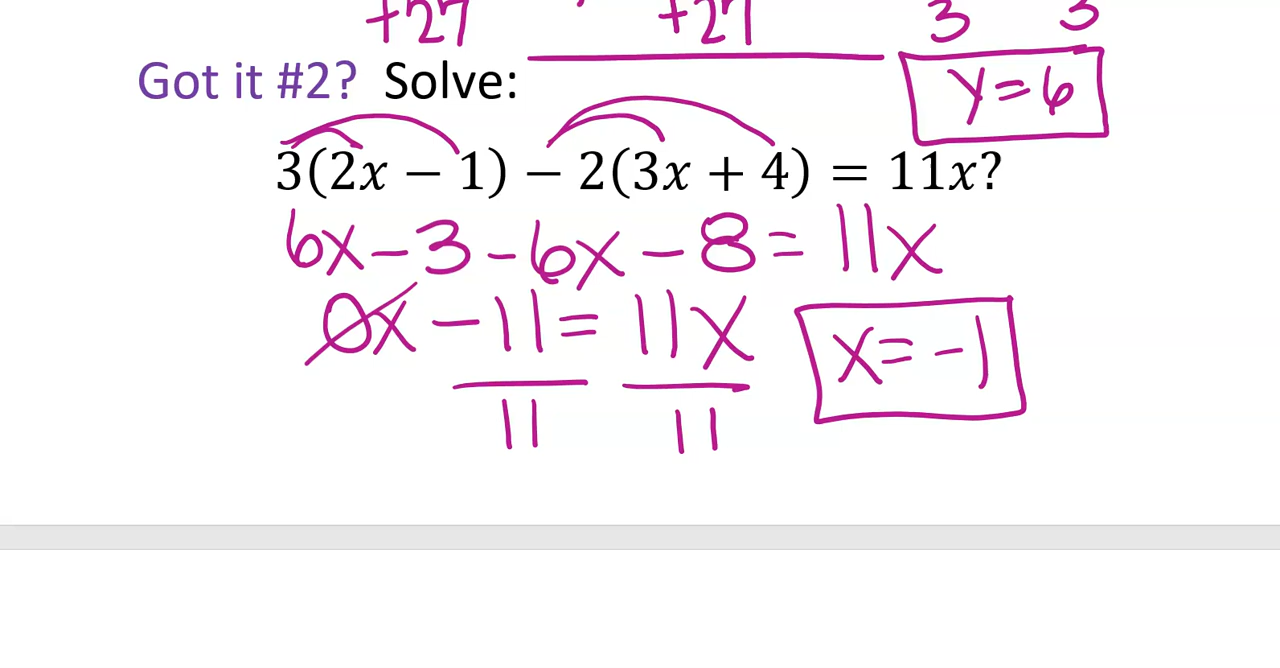 +27 +27 3 3
Got it #2? Solve: y=6
3(2x − 1) − 2(3x + 4) = 11x?
6x-3-6x-8=11x
0x-11=11x x=-1
11 11